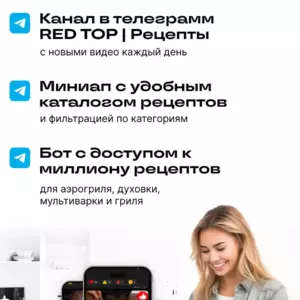 Канал в телеграмм
RED TOP | Рецепты
с новыми видео каждый день
Миниап с удобным
каталогом рецептов
и фильтрацией по категориям
Бот с доступом к
миллиону рецептов
для аэрогриля, духовки,
мультиварки и гриля